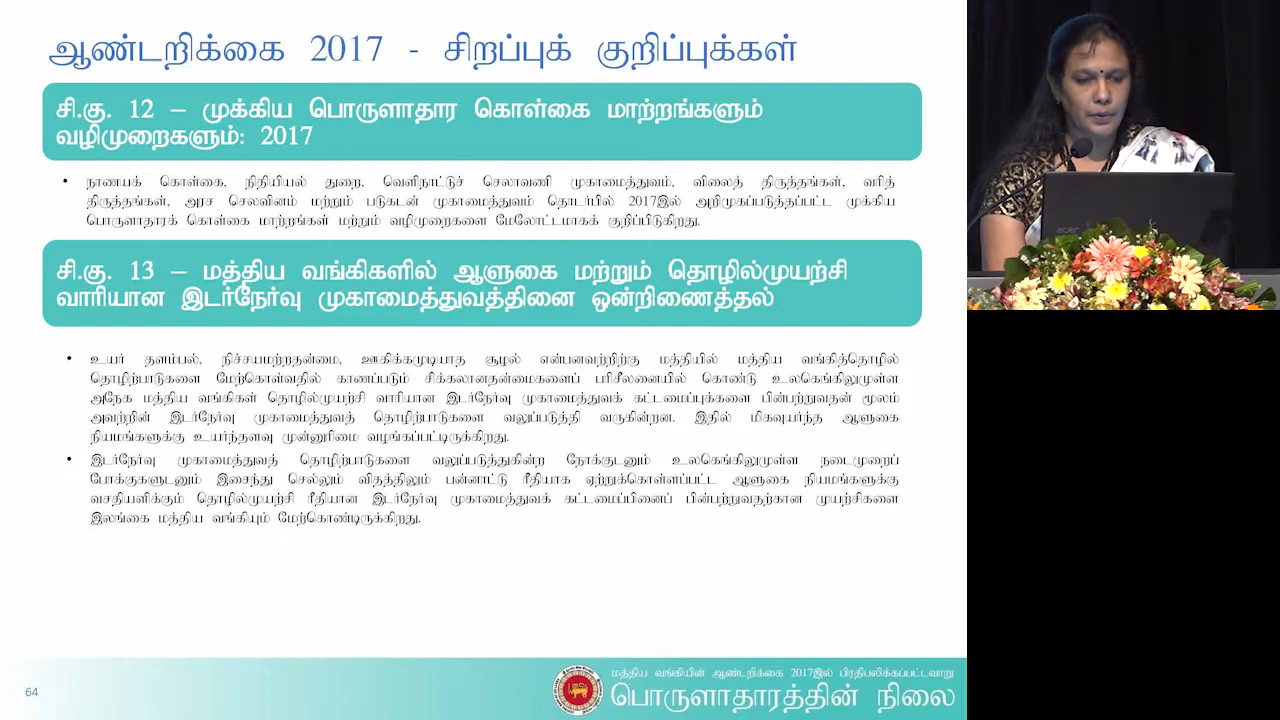 ஆண்டறிக்கை 2017 - சிறப்புக் குறிப்புக்கள்
சி.கு. 12 – முக்கிய பொருளாதார கொள்கை மாற்றங்களும்
வழிமுறைகளும்: 2017
• நாணயக் கொள்கை, நிதியியல் துறை, வெளிநாட்டுச் செலாவணி முகாமைத்துவம், விலைத் திருத்தங்கள், வரித்
திருத்தங்கள், அரச செலவினம் மற்றும் படுகடன் முகாமைத்துவம் தொடர்பில் 2017இல் அறிமுகப்படுத்தப்பட்ட முக்கிய
பொருளாதாரக் கொள்கை மாற்றங்கள் மற்றும் வழிமுறைகளை மேலோட்டமாகக் குறிப்பிடுகிறது.
சி.கு. 13 – மத்திய வங்கிகளில் ஆளுகை மற்றும் தொழில்முயற்சி
வாரியான இடர்நேர்வு முகாமைத்துவத்தினை ஒன்றிணைத்தல்
• உயர் தளம்பல், நிச்சயமற்றதன்மை, ஊகிக்கமுடியாத சூழல் என்பனவற்றிற்கு மத்தியில் மத்திய வங்கித்தொழில்
தொழிற்பாடுகளை மேற்கொள்வதில் காணப்படும் சிக்கலானதன்மைகளைப் பரிசீலனையில் கொண்டு உலகெங்கிலுமுள்ள
அநேக மத்திய வங்கிகள் தொழில்முயற்சி வாரியான இடர்நேர்வு முகாமைத்துவக் கட்டமைப்புக்களை பின்பற்றுவதன் மூலம்
அவற்றின் இடர்நேர்வு முகாமைத்துவத் தொழிற்பாடுகளை வலுப்படுத்தி வருகின்றன. இதில் மிகவுயர்ந்த ஆளுகை
நியமங்களுக்கு உயர்ந்தளவு முன்னுரிமை வழங்கப்பட்டிருக்கிறது.
• இடர்நேர்வு முகாமைத்துவத் தொழிற்பாடுகளை வலுப்படுத்துகின்ற நோக்குடனும் உலகெங்கிலுமுள்ள நடைமுறைப்
போக்குகளுடனும் இசைந்து செல்லும் விதத்திலும் பன்னாட்டு ரீதியாக ஏற்றுக்கொள்ளப்பட்ட ஆளுகை நியமங்களுக்கு
வசதியளிக்கும் தொழில்முயற்சி ரீதியான இடர்நேர்வு முகாமைத்துவக் கட்டமைப்பினைப் பின்பற்றுவதற்கான முயற்சிகளை
இலங்கை மத்திய வங்கியும் மேற்கொண்டிருக்கிறது.
64
மத்திய வங்கியின் ஆண்டறிக்கை 2017இல் பிரதிபலிக்கப்பட்டவாறு
பொருளாதாரத்தின் நிலை
acer